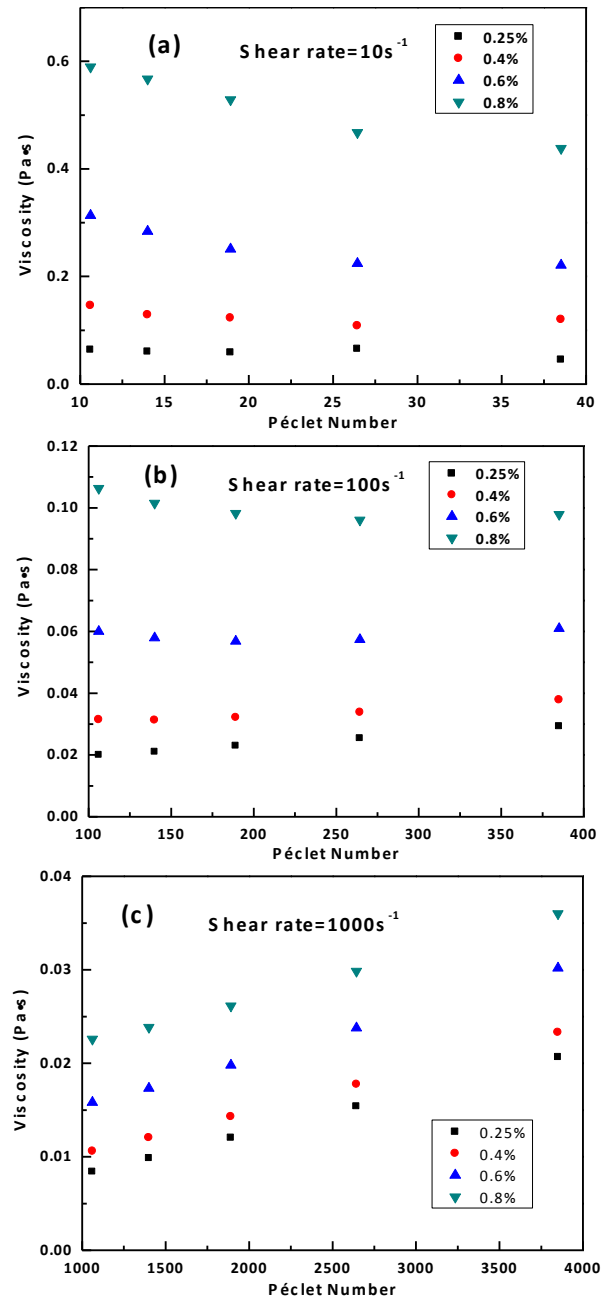 (a)
Shear rate=10s⁻¹
0.25%
0.4%
0.6%
0.8%
0.6
0.4
0.2
0.0
Viscosity (Pa•s)
10 15 20 25 30 35 40
Péclet Number
(b)
Shear rate=100s⁻¹
0.25%
0.4%
0.6%
0.8%
0.12
0.10
0.08
0.06
0.04
0.02
0.00
Viscosity (Pa•s)
100 150 200 250 300 350 400
Péclet Number
(c)
Shear rate=1000s⁻¹
0.04
0.03
0.02
0.01
0.00
Viscosity (Pa•s)
0.25%
0.4%
0.6%
0.8%
1000 1500 2000 2500 3000 3500 4000
Péclet Number